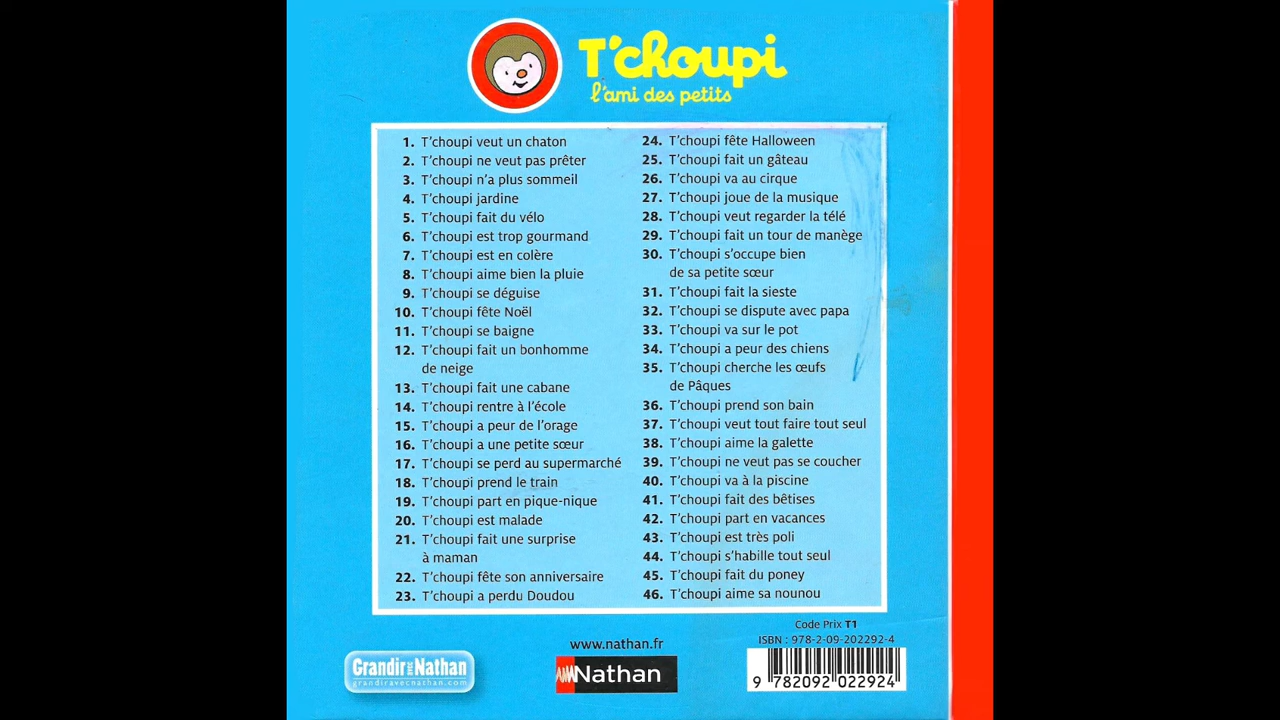 T'choupi
l'ami des petits
1. T'choupi veut un chaton
2. T'choupi ne veut pas prêter
3. T'choupi n'a plus sommeil
4. T'choupi jardine
5. T'choupi fait du vélo
6. T'choupi est trop gourmand
7. T'choupi est en colère
8. T'choupi aime bien la pluie
9. T'choupi se déguise
10. T'choupi fête Noël
11. T'choupi se baigne
12. T'choupi fait un bonhomme
de neige
13. T'choupi fait une cabane
14. T'choupi rentre à l'école
15. T'choupi a peur de l'orage
16. T'choupi a une petite sœur
17. T'choupi se perd au supermarché
18. T'choupi prend le train
19. T'choupi part en pique-nique
20. T'choupi est malade
21. T'choupi fait une surprise
à maman
22. T'choupi fête son anniversaire
23. T'choupi a perdu Doudou
24. T'choupi fête Halloween
25. T'choupi fait un gâteau
26. T'choupi va au cirque
27. T'choupi joue de la musique
28. T'choupi veut regarder la télé
29. T'choupi fait un tour de manège
30. T'choupi s'occupe bien
de sa petite sœur
31. T'choupi fait la sieste
32. T'choupi se dispute avec papa
33. T'choupi va sur le pot
34. T'choupi a peur des chiens
35. T'choupi cherche les œufs
de Pâques
36. T'choupi prend son bain
37. T'choupi veut tout faire tout seul
38. T'choupi aime la galette
39. T'choupi ne veut pas se coucher
40. T'choupi va à la piscine
41. T'choupi fait des bêtises
42. T'choupi part en vacances
43. T'choupi est très poli
44. T'choupi s'habille tout seul
45. T'choupi fait du poney
46. T'choupi aime sa nounou
Grandir avec Nathan
grandiravecnathan.com
www.nathan.fr
Nathan
Code Prix T1
ISBN : 978-2-09-202292-4
9 782092 022924